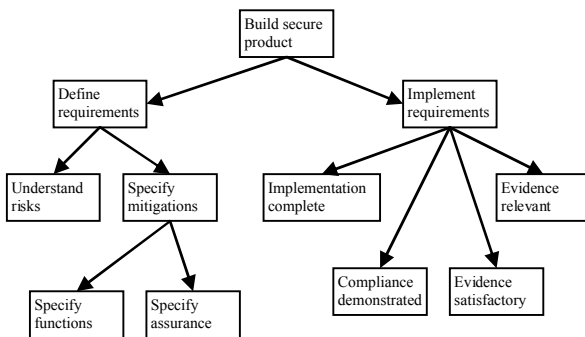 Build secure
product
Define
requirements
Implement
requirements
Understand
risks
Specify
mitigations
Implementation
complete
Evidence
relevant
Specify
functions
Specify
assurance
Compliance
demonstrated
Evidence
satisfactory